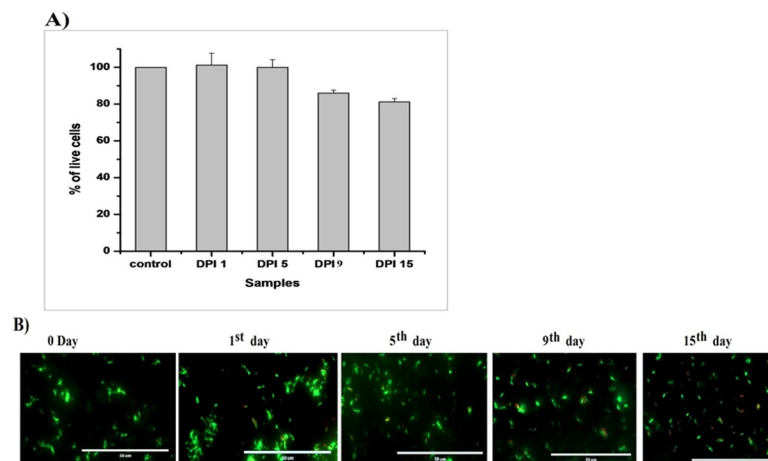 A)
100
80
60
40
20
0
% of live cells
control DPI 1 DPI 5 DPI 9 DPI 15
Samples
B)
0 Day 1st day 5th day 9th day 15th day